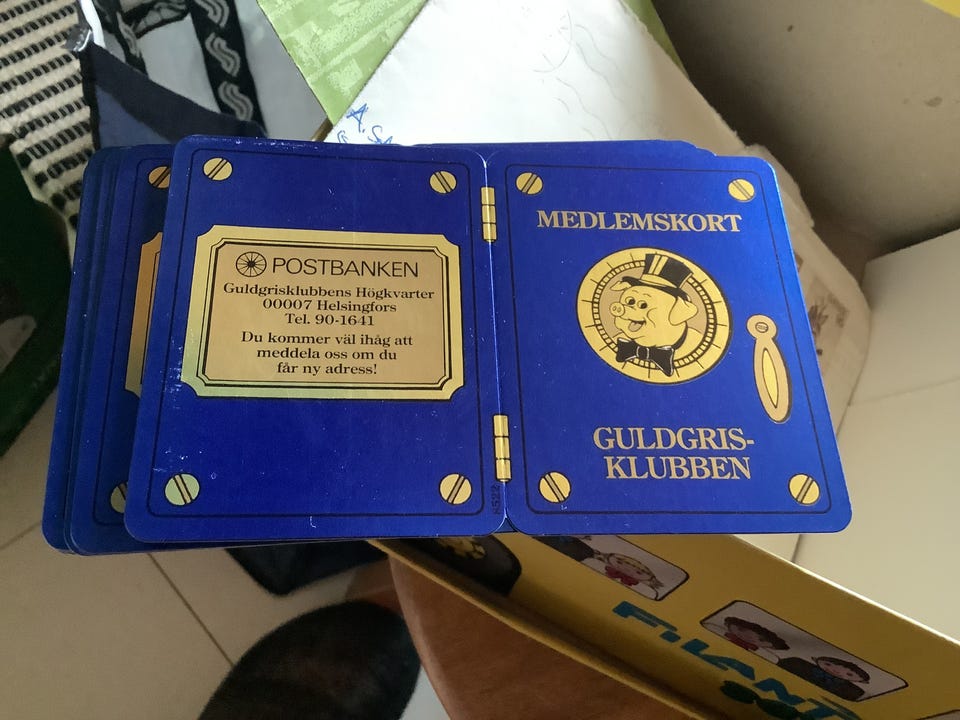 POSTBANKEN
Guldgrisklubbens Högkvarter
00007 Helsingfors
Tel. 90-1641
Du kommer väl ihåg att
meddela oss om du
får ny adress!
MEDLEMSKORT
GULDGRIS-
KLUBBEN